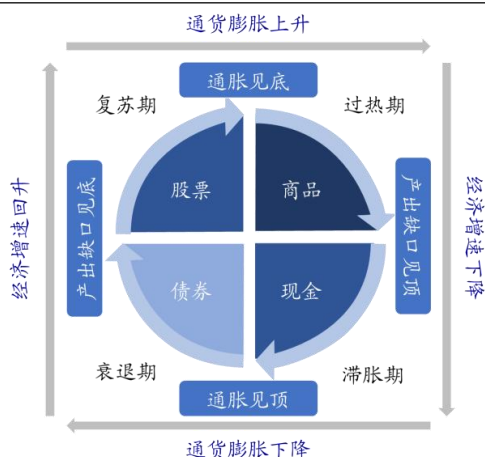 通货膨胀上升
通胀见底
复苏期
过热期
股票
商品
经济增速回升
产出缺口见底
产出缺口见顶
经济增速下降
债券
现金
衰退期
滞胀期
通胀见顶
通货膨胀下降